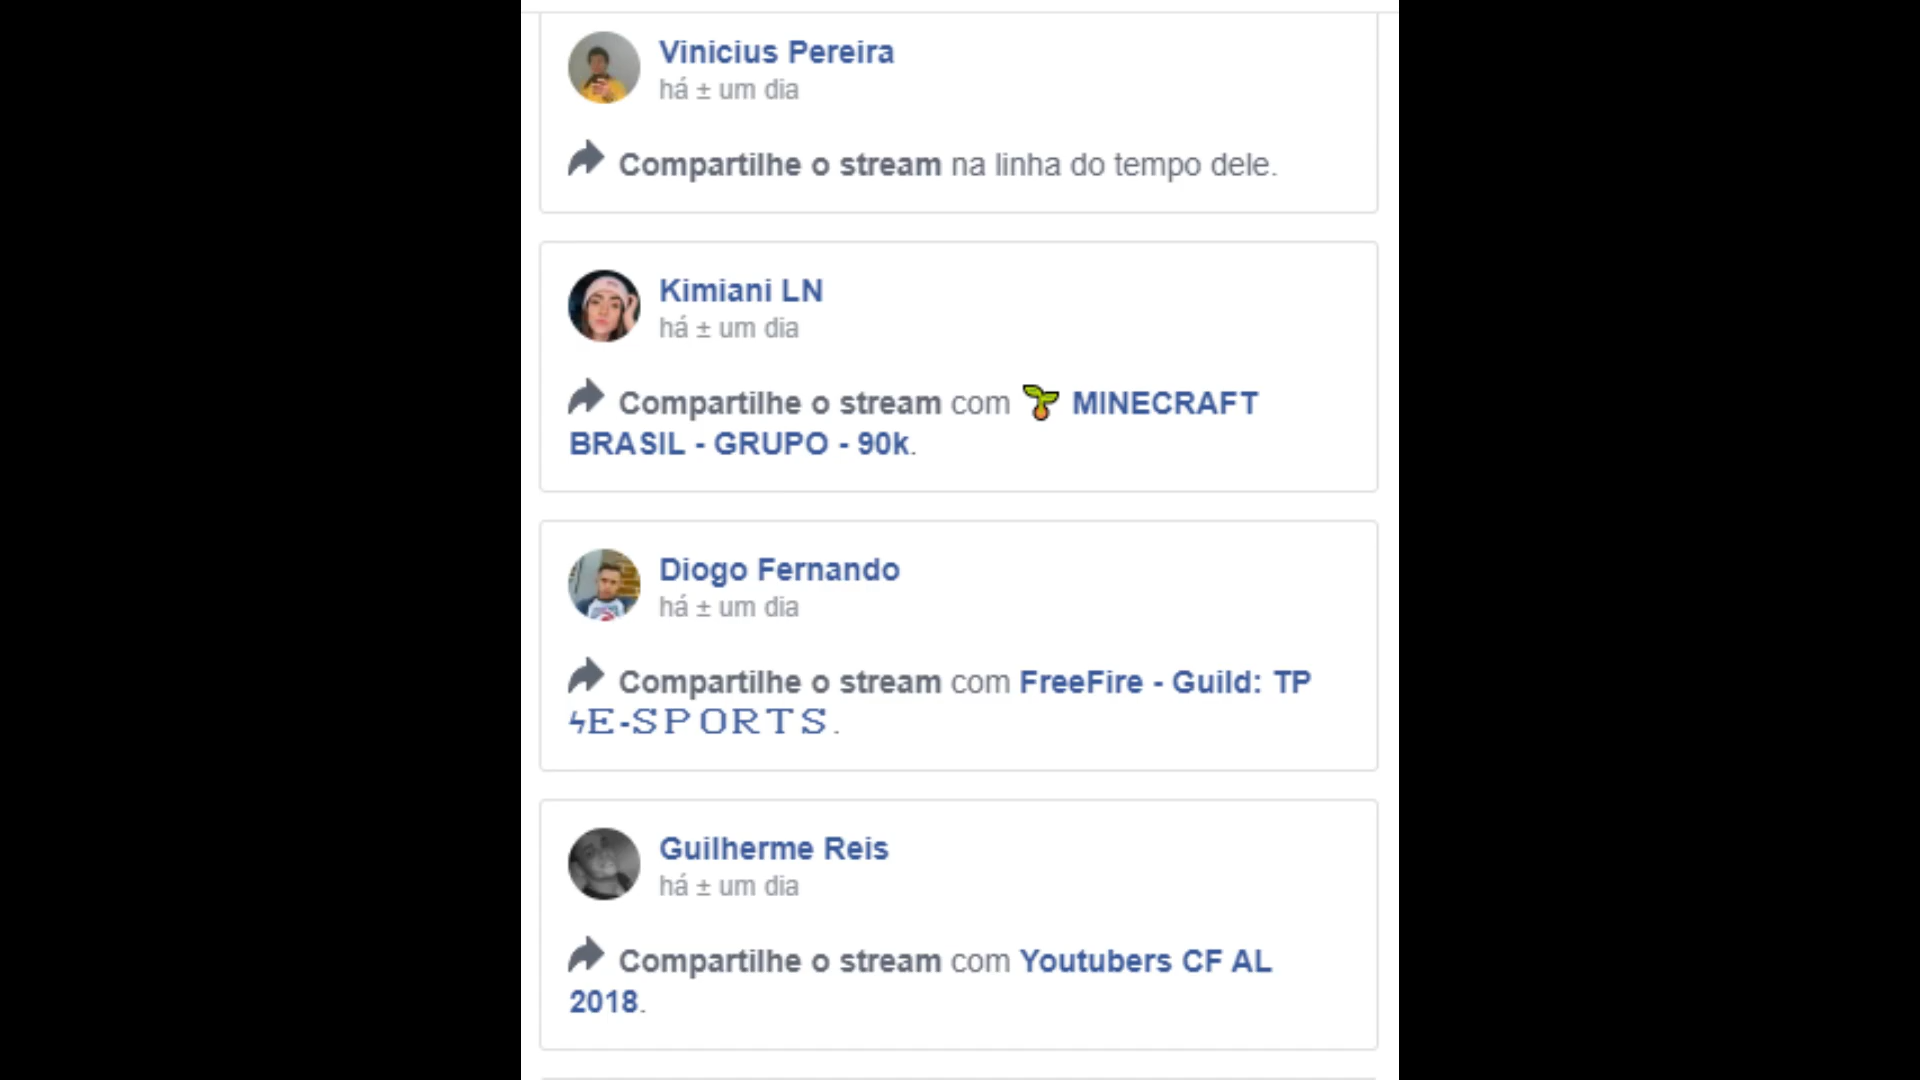 Vinicius Pereira
há ± um dia
Compartilhe o stream na linha do tempo dele.
Kimiani LN
há ± um dia
Compartilhe o stream com 🌱 MINECRAFT
BRASIL - GRUPO - 90k.
Diogo Fernando
há ± um dia
Compartilhe o stream com FreeFire - Guild: TP
ϟE-SPORTS.
Guilherme Reis
há ± um dia
Compartilhe o stream com Youtubers CF AL
2018.